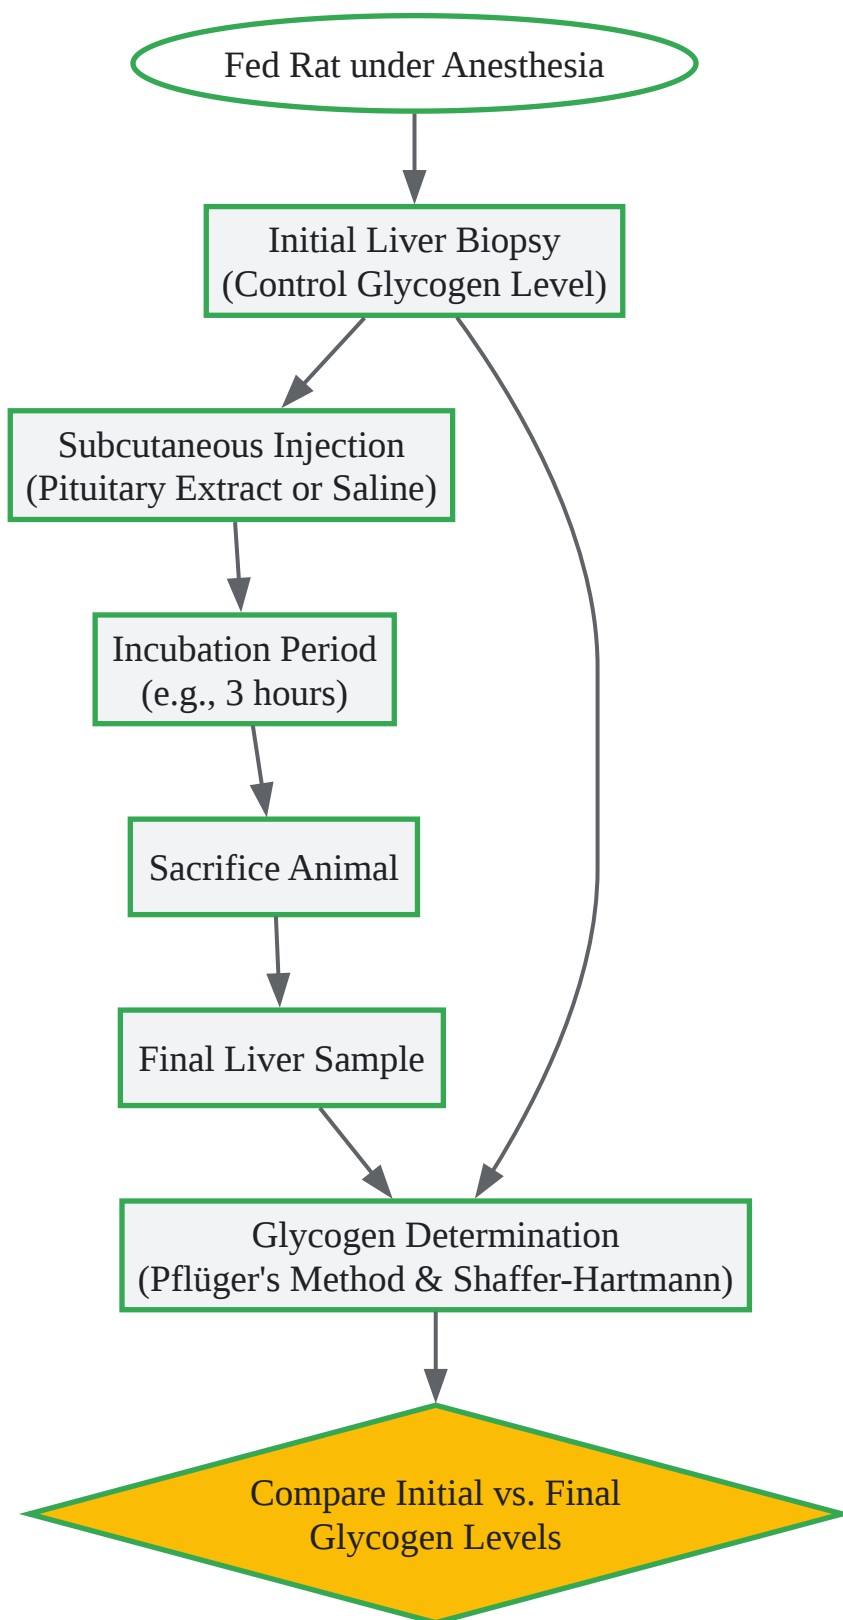 Fed Rat under Anesthesia
Initial Liver Biopsy
(Control Glycogen Level)
Subcutaneous Injection
(Pituitary Extract or Saline)
Incubation Period
(e.g., 3 hours)
Sacrifice Animal
Final Liver Sample
Glycogen Determination
(Pflüger's Method & Shaffer-Hartmann)
Compare Initial vs. Final
Glycogen Levels